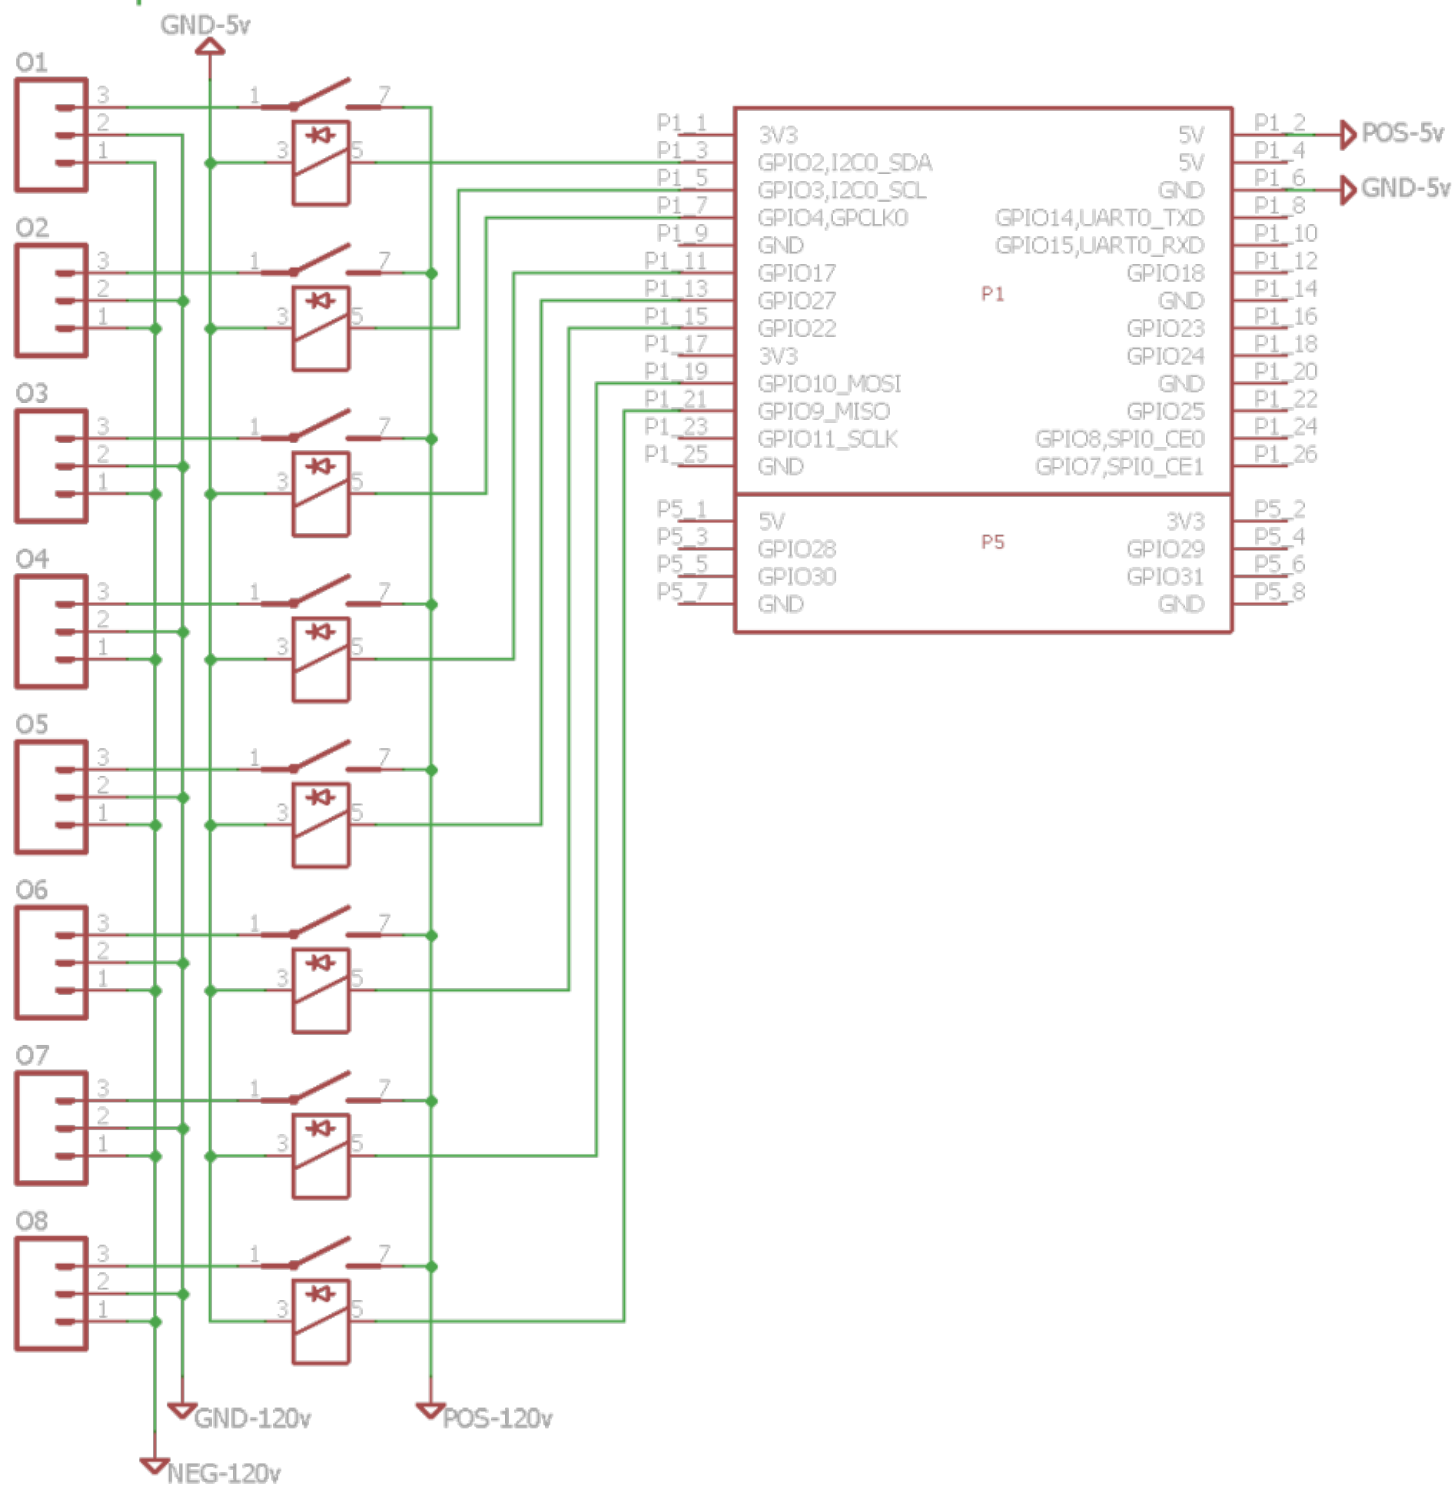 GND-5v
O1
3
2
1
1
7
3
5
O2
3
2
1
1
7
3
5
O3
3
2
1
1
7
3
5
O4
3
2
1
1
7
3
5
O5
3
2
1
1
7
3
5
O6
3
2
1
1
7
3
5
O7
3
2
1
1
7
3
5
O8
3
2
1
1
7
3
5
GND-120v
POS-120v
NEG-120v
P1_1 3V3 5V P1_2 POS-5v
P1_3 GPIO2,I2C0_SDA 5V P1_4
P1_5 GPIO3,I2C0_SCL GND P1_6 GND-5v
P1_7 GPIO4,GPCLK0 GPIO14,UART0_TXD P1_8
P1_9 GND GPIO15,UART0_RXD P1_10
P1_11 GPIO17 GPIO18 P1_12
P1
P1_13 GPIO27 GND P1_14
P1_15 GPIO22 GPIO23 P1_16
P1_17 3V3 GPIO24 P1_18
P1_19 GPIO10_MOSI GND P1_20
P1_21 GPIO9_MISO GPIO25 P1_22
P1_23 GPIO11_SCLK GPIO8,SPI0_CE0 P1_24
P1_25 GND GPIO7,SPI0_CE1 P1_26
P5_1 5V 3V3 P5_2
P5
P5_3 GPIO28 GPIO29 P5_4
P5_5 GPIO30 GPIO31 P5_6
P5_7 GND GND P5_8